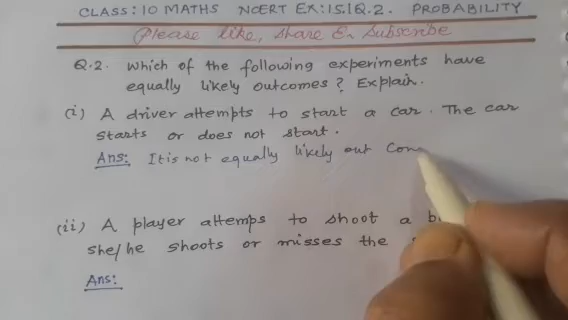 CLASS: 10 MATHS NCERT EX:15.1 Q.2. PROBABILITY
Please like, share & subscribe
Q.2. Which of the following experiments have
equally likely outcomes? Explain.
(i) A driver attempts to start a car. The car
starts or does not start.
Ans: It is not equally likely out Con
(ii) A player attemps to shoot a b
she/he shoots or misses the
Ans: